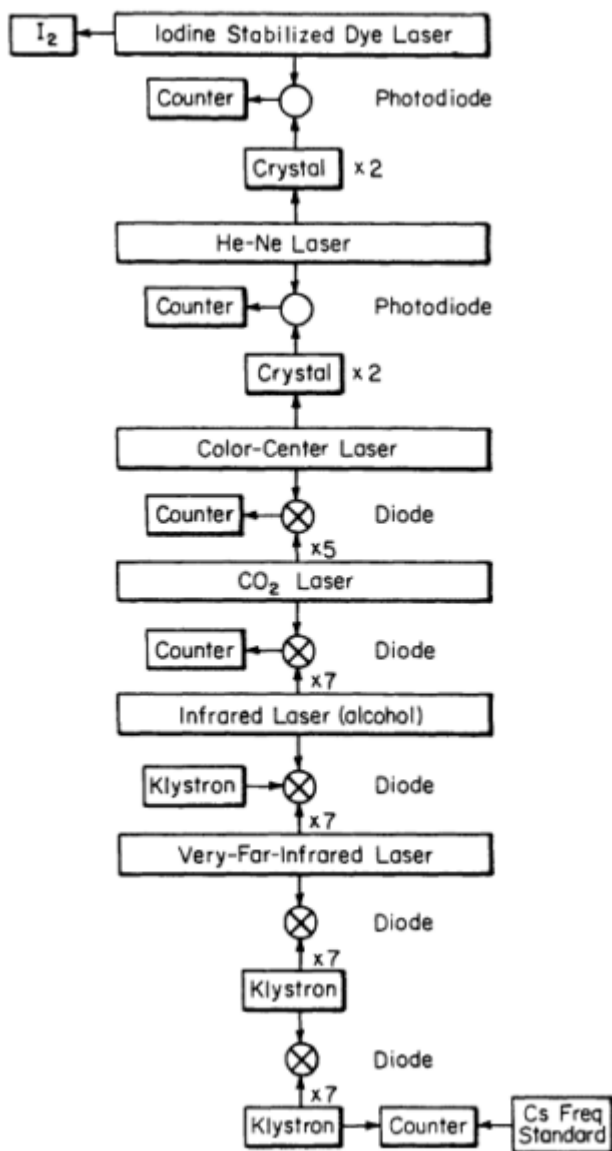 I2 Iodine Stabilized Dye Laser
Counter Photodiode
Crystal x2
He-Ne Laser
Counter Photodiode
Crystal x2
Color-Center Laser
Counter Diode
x5
CO2 Laser
Counter Diode
x7
Infrared Laser (alcohol)
Klystron Diode
x7
Very-Far-Infrared Laser
Diode
x7
Klystron
Diode
x7
Klystron Counter Cs Freq
Standard